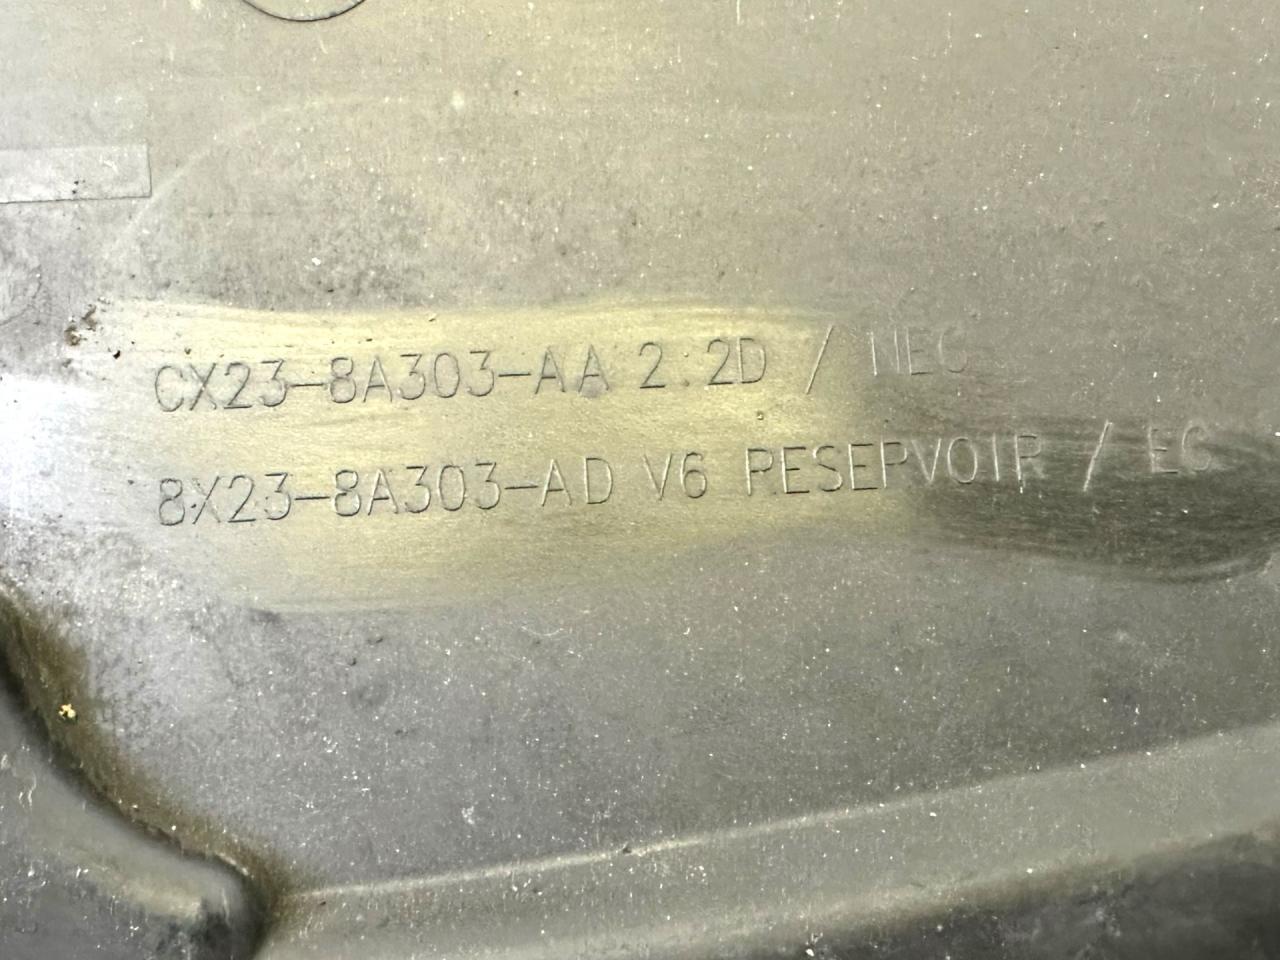 CX23-8A303-AA 2.2D / NEC
8X23-8A303-AD V6 RESERVOIR / EC